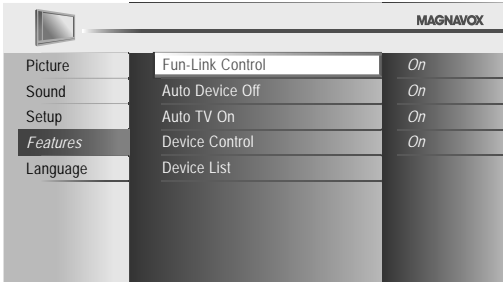 MAGNAVOX
Picture
Sound
Setup
Features
Language
Fun-Link Control On
Auto Device Off On
Auto TV On On
Device Control On
Device List